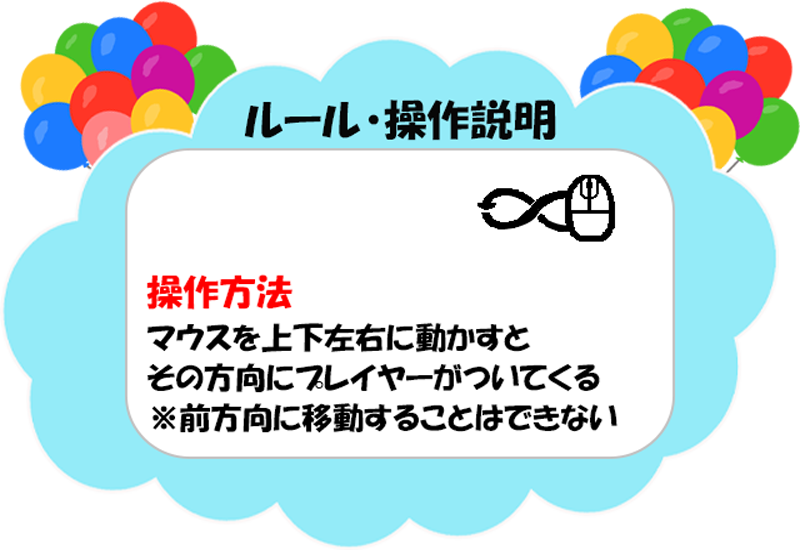 ルール・操作説明
操作方法
マウスを上下左右に動かすと
その方向にプレイヤーがついてくる
※前方向に移動することはできない